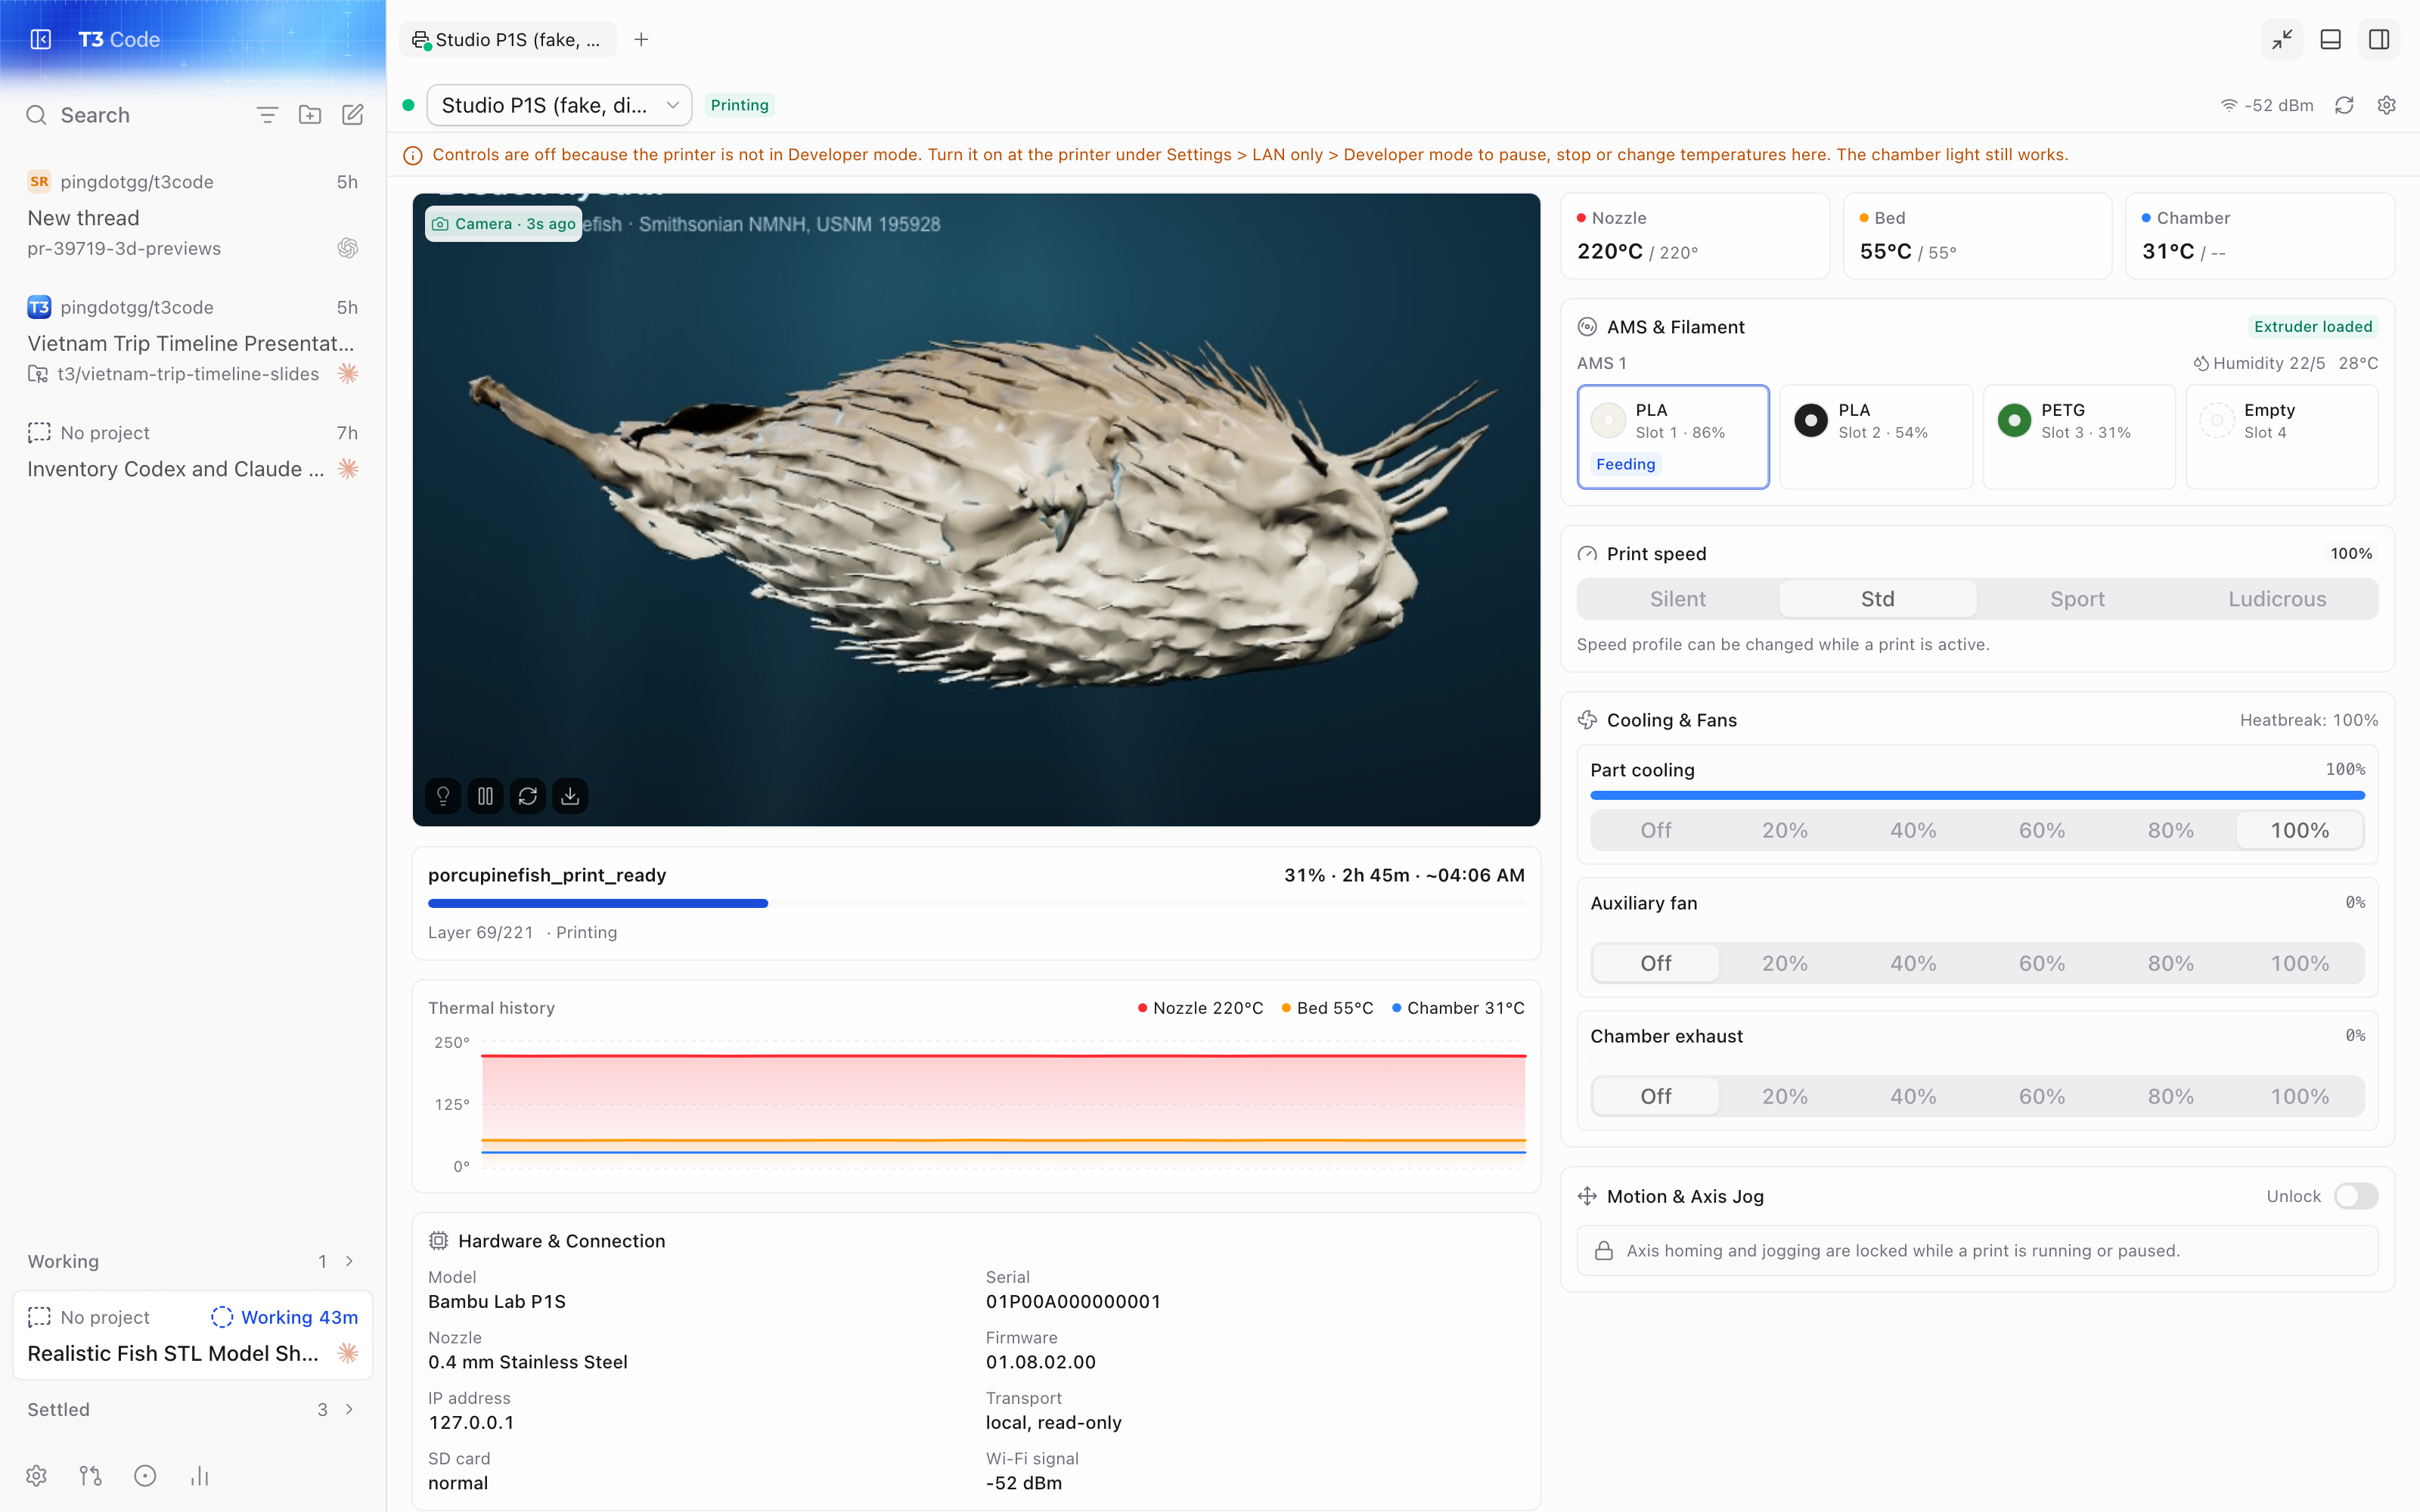 T3 Code
Search
SR pingdotgg/t3code 5h
New thread
pr-39719-3d-previews
T3 pingdotgg/t3code 5h
Vietnam Trip Timeline Presentat...
t3/vietnam-trip-timeline-slides
No project 7h
Inventory Codex and Claude ...
Working 1
No project Working 43m
Realistic Fish STL Model Sh...
Settled 3
Studio P1S (fake, ...
Studio P1S (fake, di... Printing
-52 dBm
Controls are off because the printer is not in Developer mode. Turn it on at the printer under Settings > LAN only > Developer mode to pause, stop or change temperatures here. The chamber light still works.
Camera · 3s ago
efish · Smithsonian NMNH, USNM 195928
porcupinefish_print_ready 31% · 2h 45m · ~04:06 AM
Layer 69/221 · Printing
Thermal history Nozzle 220°C Bed 55°C Chamber 31°C
250°
125°
0°
Hardware & Connection
Model Serial
Bambu Lab P1S 01P00A000000001
Nozzle Firmware
0.4 mm Stainless Steel 01.08.02.00
IP address Transport
127.0.0.1 local, read-only
SD card Wi-Fi signal
normal -52 dBm
Nozzle
220°C / 220°
Bed
55°C / 55°
Chamber
31°C / --
AMS & Filament Extruder loaded
AMS 1 Humidity 22/5 28°C
PLA
Slot 1 · 86%
Feeding
PLA
Slot 2 · 54%
PETG
Slot 3 · 31%
Empty
Slot 4
Print speed 100%
Silent Std Sport Ludicrous
Speed profile can be changed while a print is active.
Cooling & Fans Heatbreak: 100%
Part cooling 100%
Off 20% 40% 60% 80% 100%
Auxiliary fan 0%
Off 20% 40% 60% 80% 100%
Chamber exhaust 0%
Off 20% 40% 60% 80% 100%
Motion & Axis Jog Unlock
Axis homing and jogging are locked while a print is running or paused.